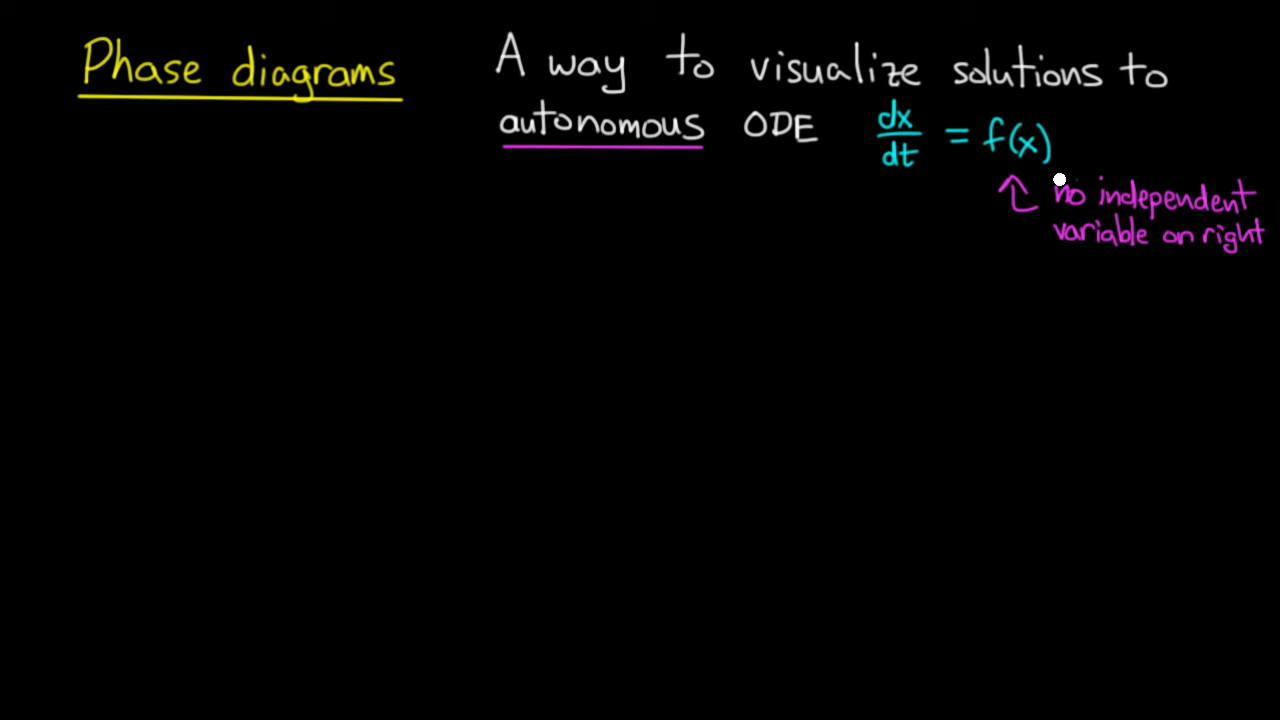 Phase diagrams
A way to visualize solutions to
autonomous ODE dx/dt = f(x)
no independent
variable on right